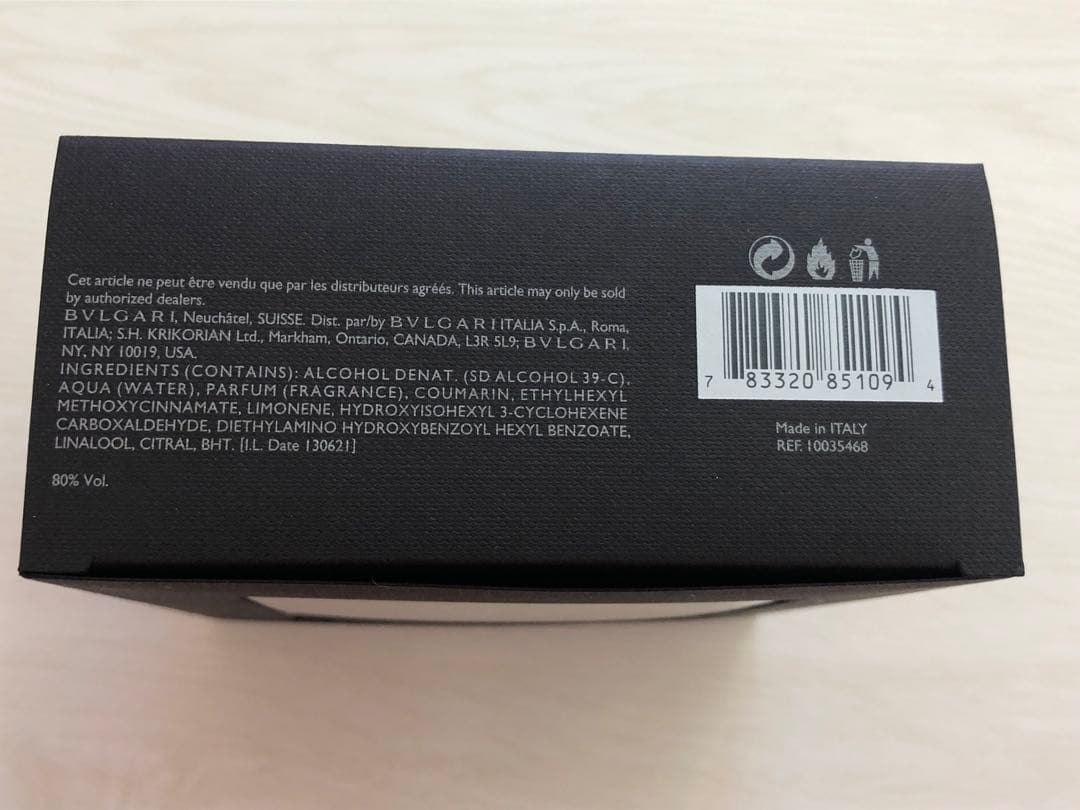 Cet article ne peut être vendu que par les distributeurs agréés. This article may only be sold
by authorized dealers.
BVLGARI, Neuchâtel, SUISSE. Dist. par/by BVLGARI ITALIA S.p.A., Roma,
ITALIA; S.H. KRIKORIAN Ltd., Markham, Ontario, CANADA, L3R 5L9; BVLGARI,
NY, NY 10019, USA.
INGREDIENTS (CONTAINS): ALCOHOL DENAT. (SD ALCOHOL 39-C),
AQUA (WATER), PARFUM (FRAGRANCE), COUMARIN, ETHYLHEXYL
METHOXYCINNAMATE, LIMONENE, HYDROXYISOHEXYL 3-CYCLOHEXENE
CARBOXALDEHYDE, DIETHYLAMINO HYDROXYBENZOYL HEXYL BENZOATE,
LINALOOL, CITRAL, BHT. [I.L. Date 130621]
80% Vol.
7 83320 85109 4
Made in ITALY
REF. 10035468